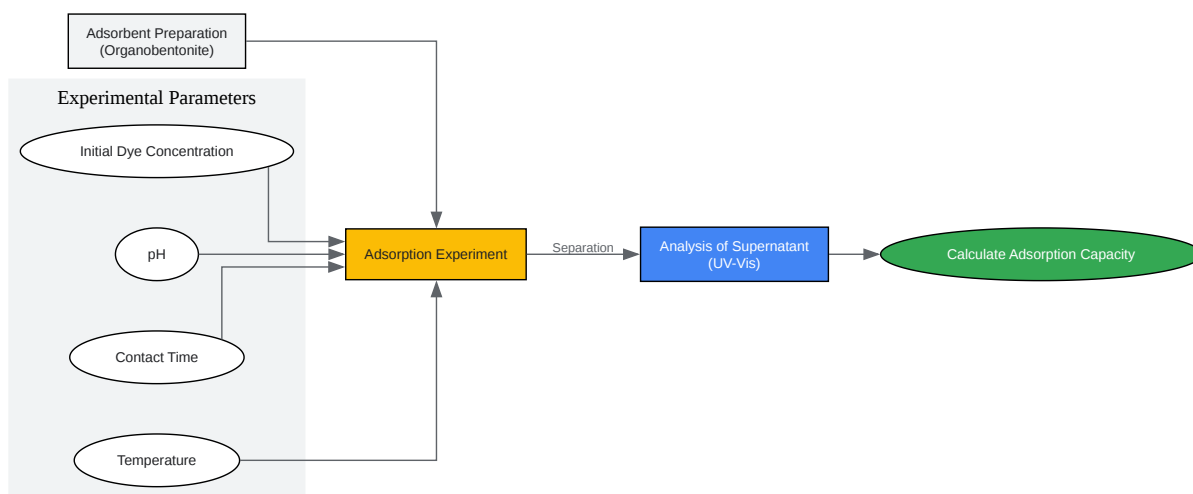 Adsorbent Preparation
(Organobentonite)
Experimental Parameters
Initial Dye Concentration
pH
Contact Time
Temperature
Adsorption Experiment
Separation
Analysis of Supernatant
(UV-Vis)
Calculate Adsorption Capacity